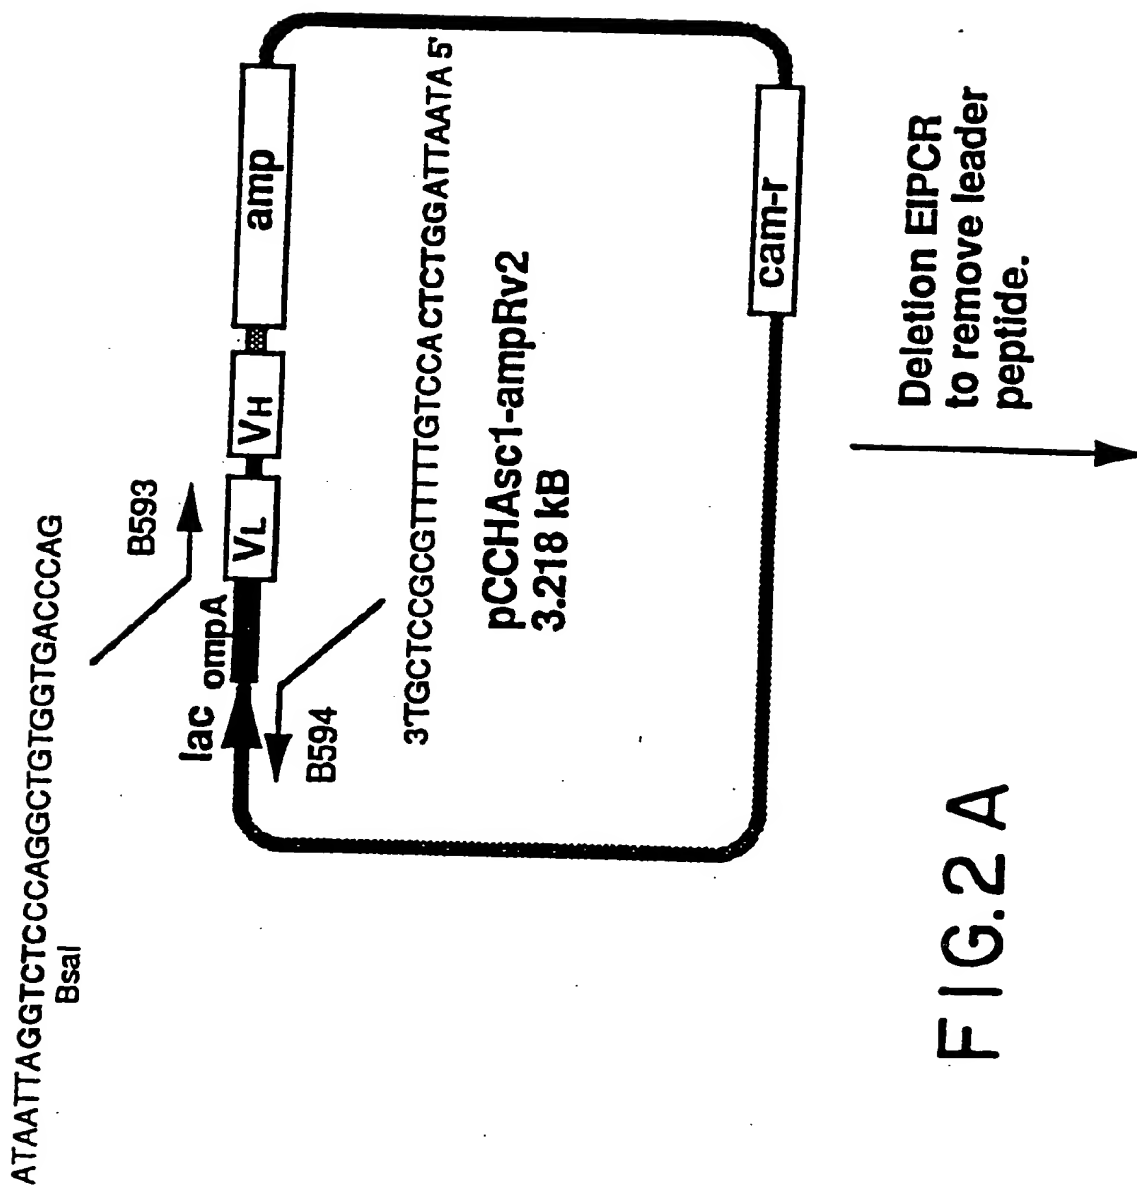 ATAATTAGGTCTCCCAGGCTGTGGTGACCCAG
BsaI
B593
lac
ompA
VL
VH
amp
B594
3'TGCTCCGCGTTTTTGTCCACTCTGGATTAATA 5'
pCCHAsc1-ampRv2
3.218 kB
cam-r
Deletion EIPCR
to remove leader
peptide.
FIG.2 A